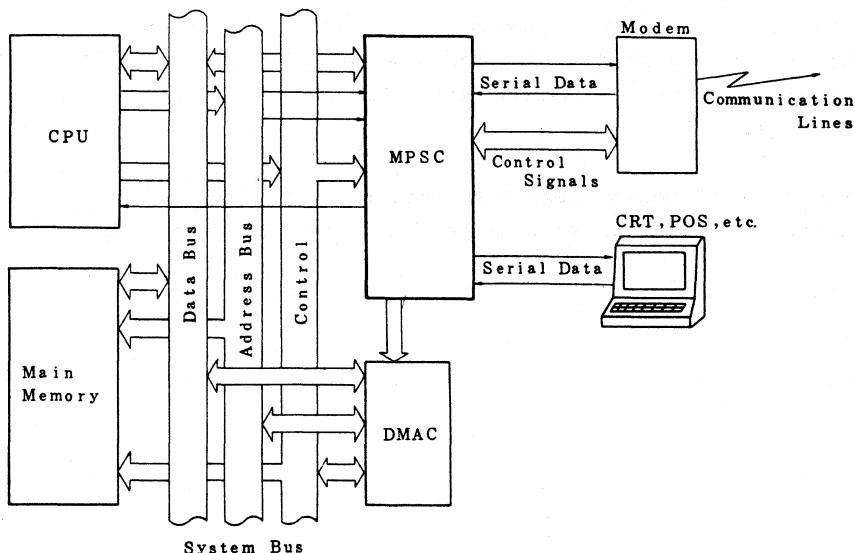 Modem
CPU
MPSC
Serial Data
Communication
Lines
Control
Signals
CRT, POS, etc.
Serial Data
Data Bus
Address Bus
Control
Main
Memory
DMAC
System Bus